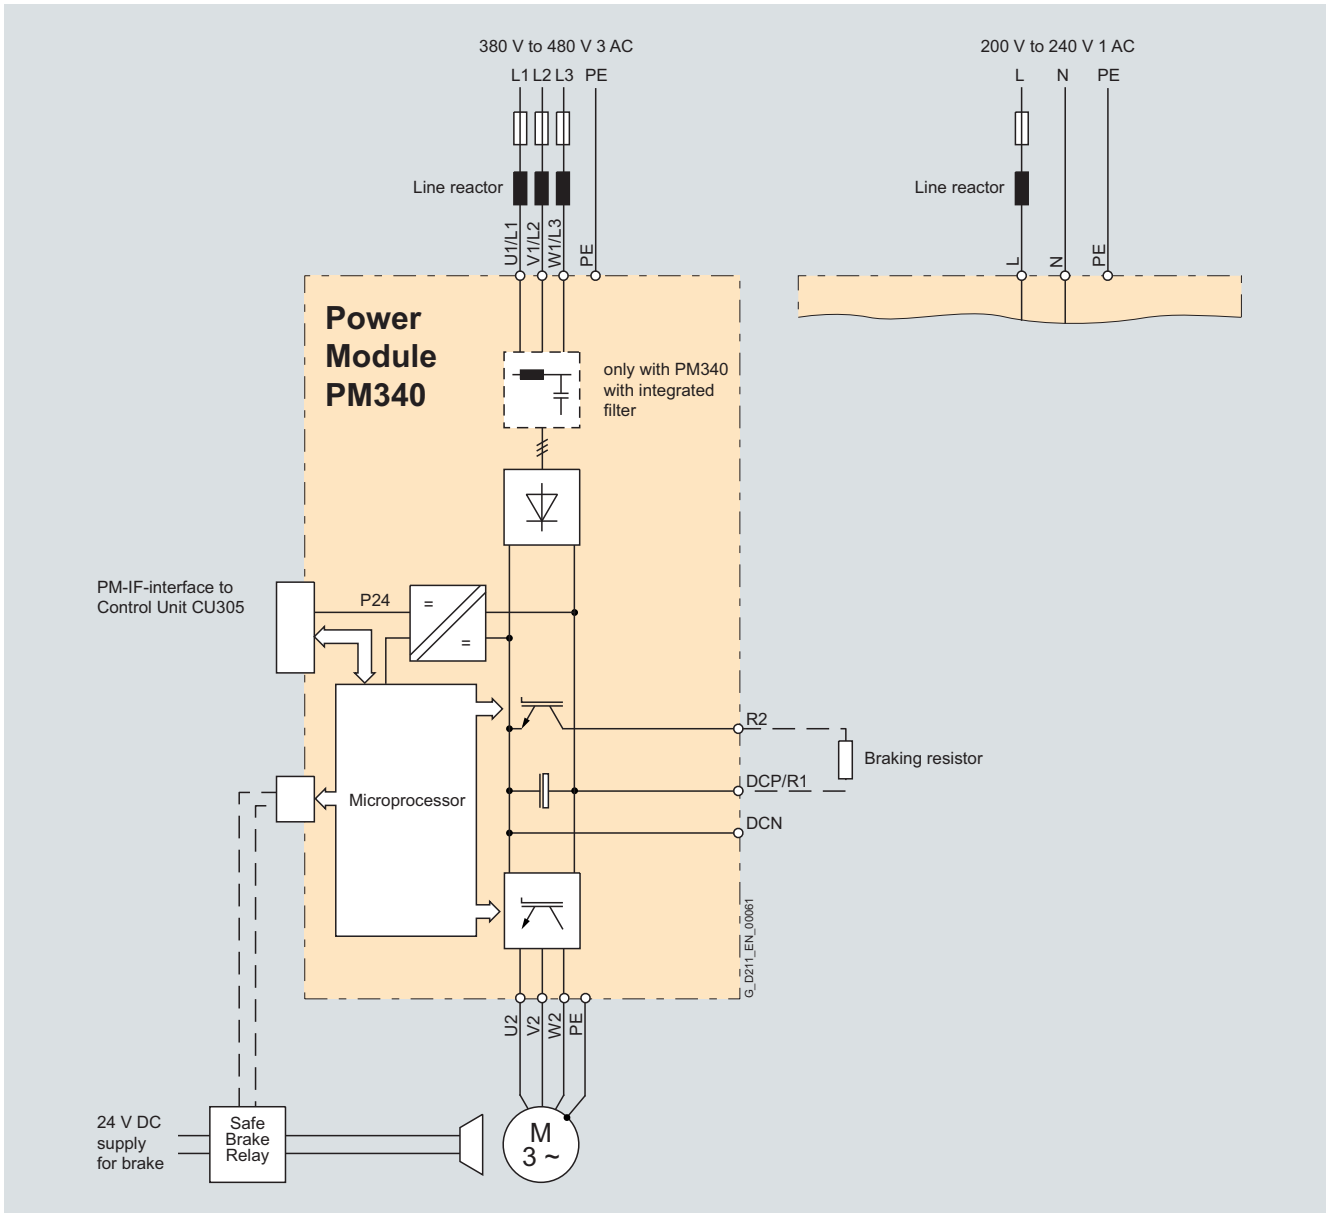 380 V to 480 V 3 AC
L1 L2 L3 PE
Line reactor
U1/L1
V1/L2
W1/L3
PE
200 V to 240 V 1 AC
L N PE
Line reactor
L
N
PE
Power
Module
PM340
only with PM340
with integrated
filter
PM-IF-interface to
Control Unit CU305
P24
=
=
R2
Braking resistor
DCP/R1
Microprocessor
DCN
G_D211_EN_00061
U2
V2
W2
PE
24 V DC
supply
for brake
Safe
Brake
Relay
M
3 ~